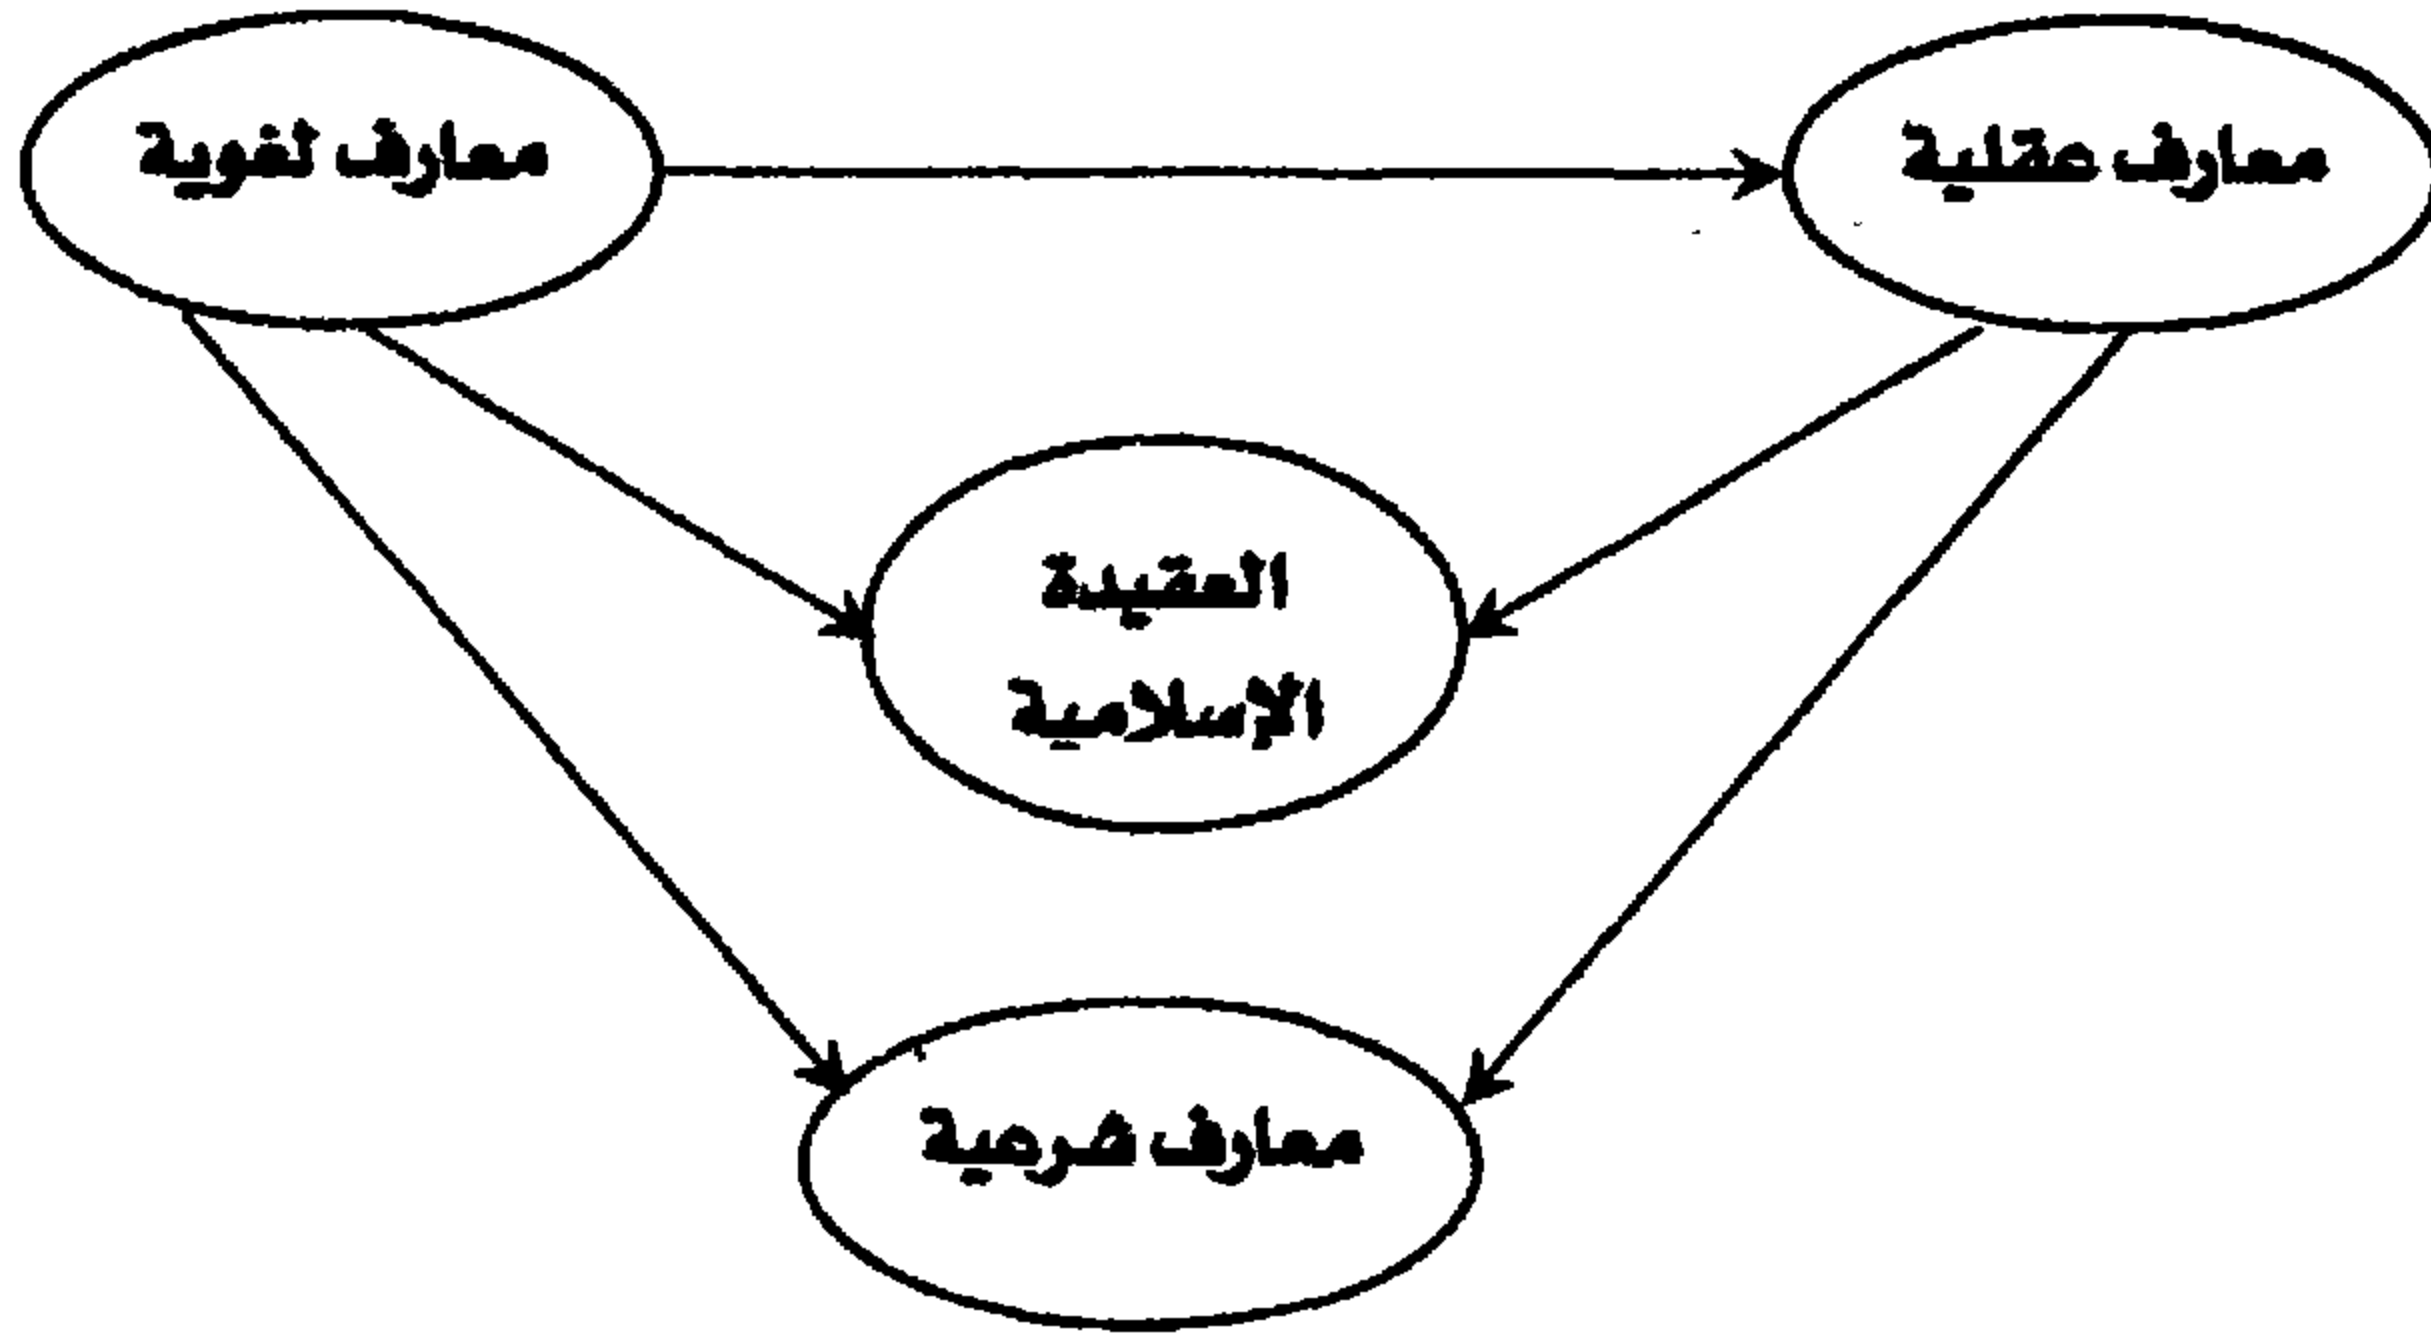 معارف عقلية
معارف لغوية
العقيدة
الإسلامية
معارف شرعية